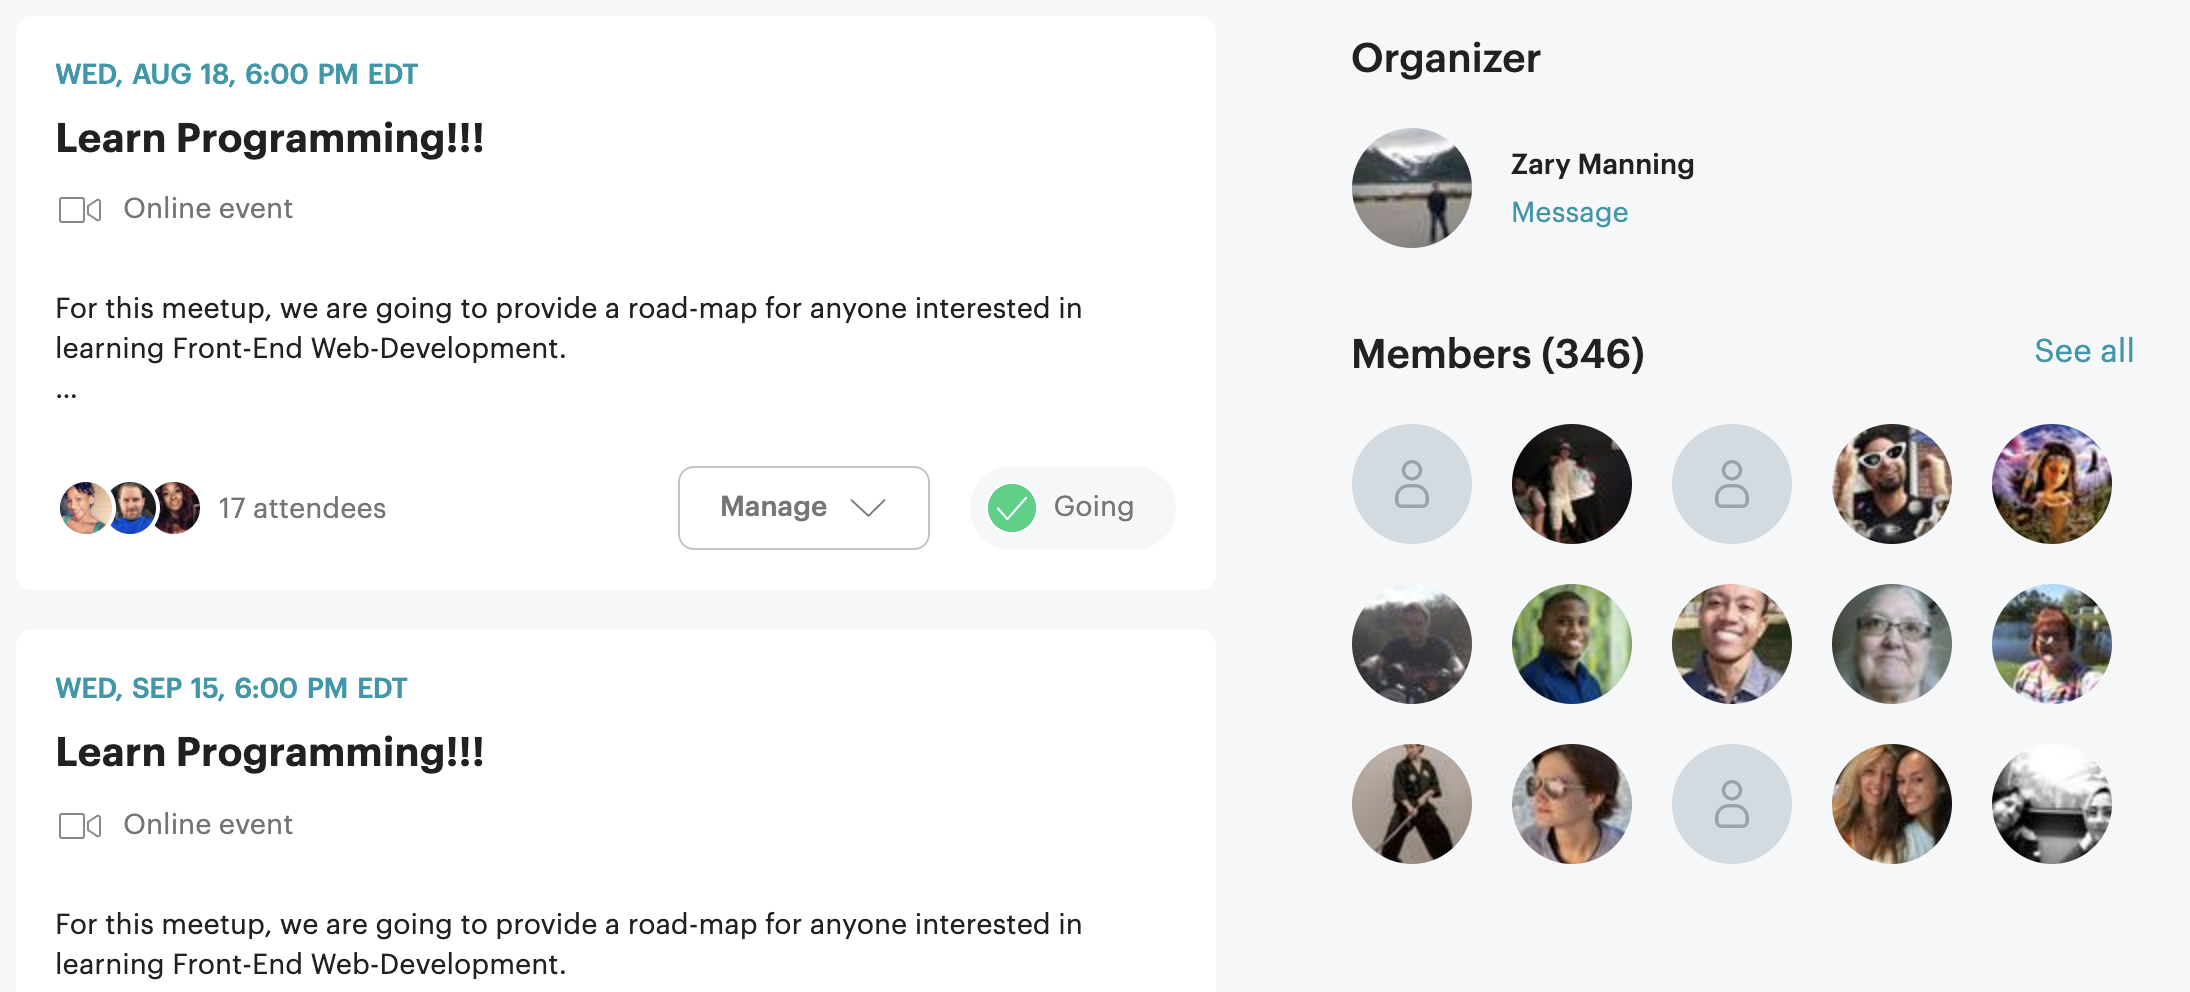 WED, AUG 18, 6:00 PM EDT
Learn Programming!!!
Online event
For this meetup, we are going to provide a road-map for anyone interested in
learning Front-End Web-Development.
...
17 attendees
Manage
Going
WED, SEP 15, 6:00 PM EDT
Learn Programming!!!
Online event
For this meetup, we are going to provide a road-map for anyone interested in
learning Front-End Web-Development.
Organizer
Zary Manning
Message
Members (346)
See all